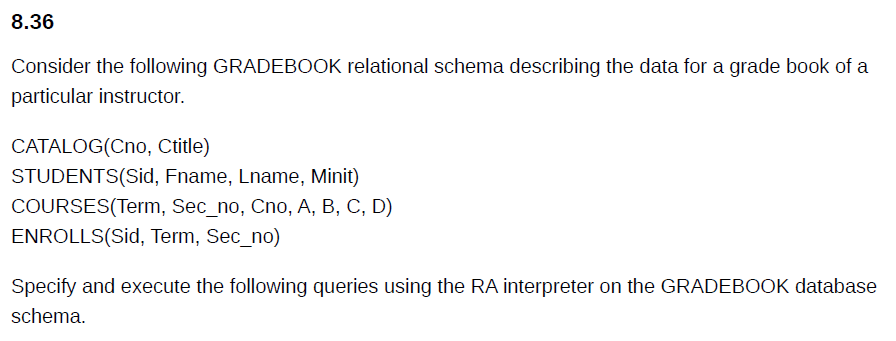 8.36
Consider the following GRADEBOOK relational schema describing the data for a grade book of a
particular instructor.
CATALOG(Cno, Ctitle)
STUDENTS(Sid, Fname, Lname, Minit)
COURSES(Term, Sec_no, Cno, A, B, C, D)
ENROLLS(Sid, Term, Sec_no)
Specify and execute the following queries using the RA interpreter on the GRADEBOOK database
schema.